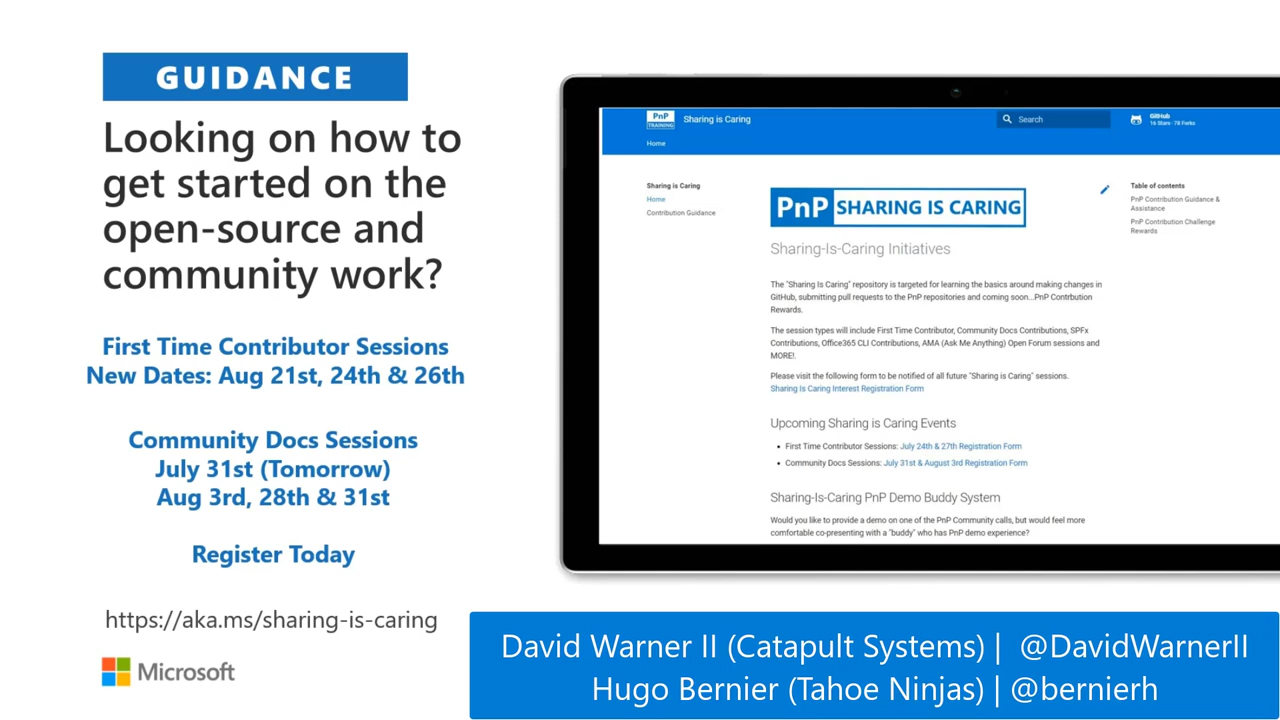 GUIDANCE
Looking on how to
get started on the
open-source and
community work?
First Time Contributor Sessions
New Dates: Aug 21st, 24th & 26th
Community Docs Sessions
July 31st (Tomorrow)
Aug 3rd, 28th & 31st
Register Today
https://aka.ms/sharing-is-caring
Microsoft
PnP
TRAINING
Sharing is Caring
Search
GitHub
16 Stars · 78 Forks
Home
Sharing is Caring
Home
Contribution Guidance
PnP SHARING IS CARING
Sharing-Is-Caring Initiatives
The "Sharing Is Caring" repository is targeted for learning the basics around making changes in
GitHub, submitting pull requests to the PnP repositories and coming soon...PnP Contrbution
Rewards.
The session types will include First Time Contributor, Community Docs Contributions, SPFx
Contributions, Office365 CLI Contributions, AMA (Ask Me Anything) Open Forum sessions and
MORE!.
Please visit the following form to be notified of all future "Sharing is Caring" sessions.
Sharing Is Caring Interest Registration Form
Upcoming Sharing is Caring Events
• First Time Contributor Sessions: July 24th & 27th Registration Form
• Community Docs Sessions: July 31st & August 3rd Registration Form
Sharing-Is-Caring PnP Demo Buddy System
Would you like to provide a demo on one of the PnP Community calls, but would feel more
comfortable co-presenting with a "buddy" who has PnP demo experience?
Table of contents
PnP Contribution Guidance &
Assistance
PnP Contribution Challenge
Rewards
David Warner II (Catapult Systems) | @DavidWarnerII
Hugo Bernier (Tahoe Ninjas) | @bernierh